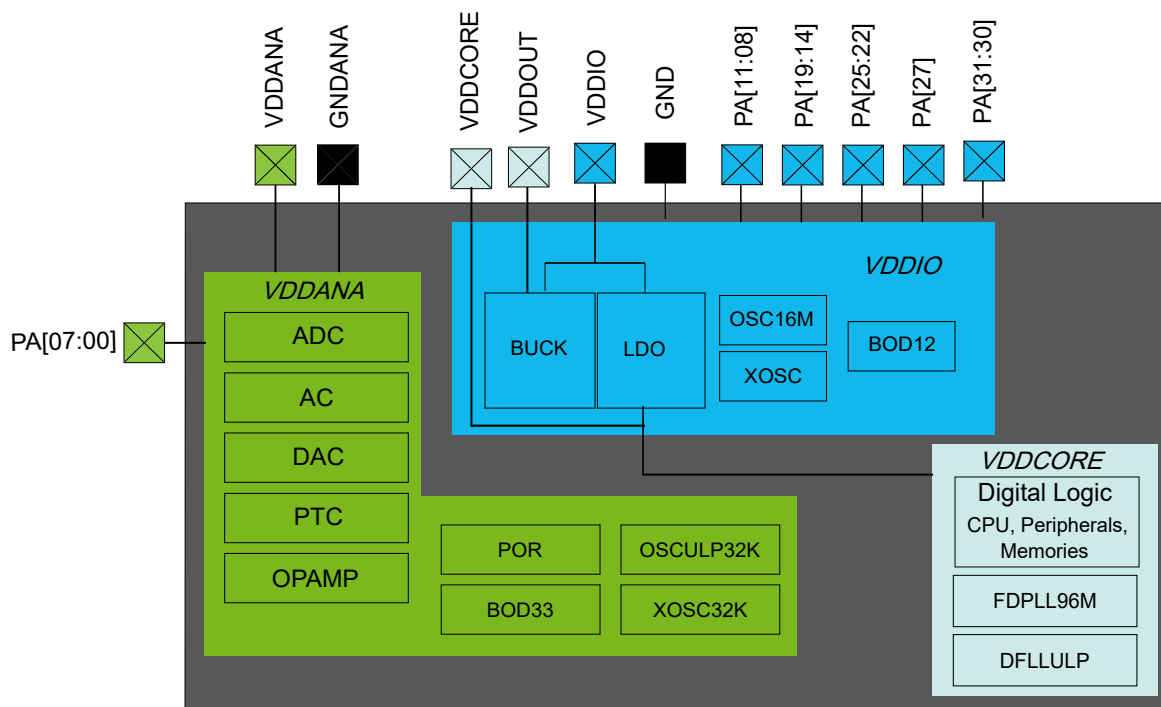 VDDANA
GNDANA
VDDCORE
VDDOUT
VDDIO
GND
PA[11:08]
PA[19:14]
PA[25:22]
PA[27]
PA[31:30]
PA[07:00]
VDDANA
ADC
AC
DAC
PTC
OPAMP
POR
OSCULP32K
BOD33
XOSC32K
VDDIO
BUCK
LDO
OSC16M
XOSC
BOD12
VDDCORE
Digital Logic
CPU, Peripherals,
Memories
FDPLL96M
DFLLULP